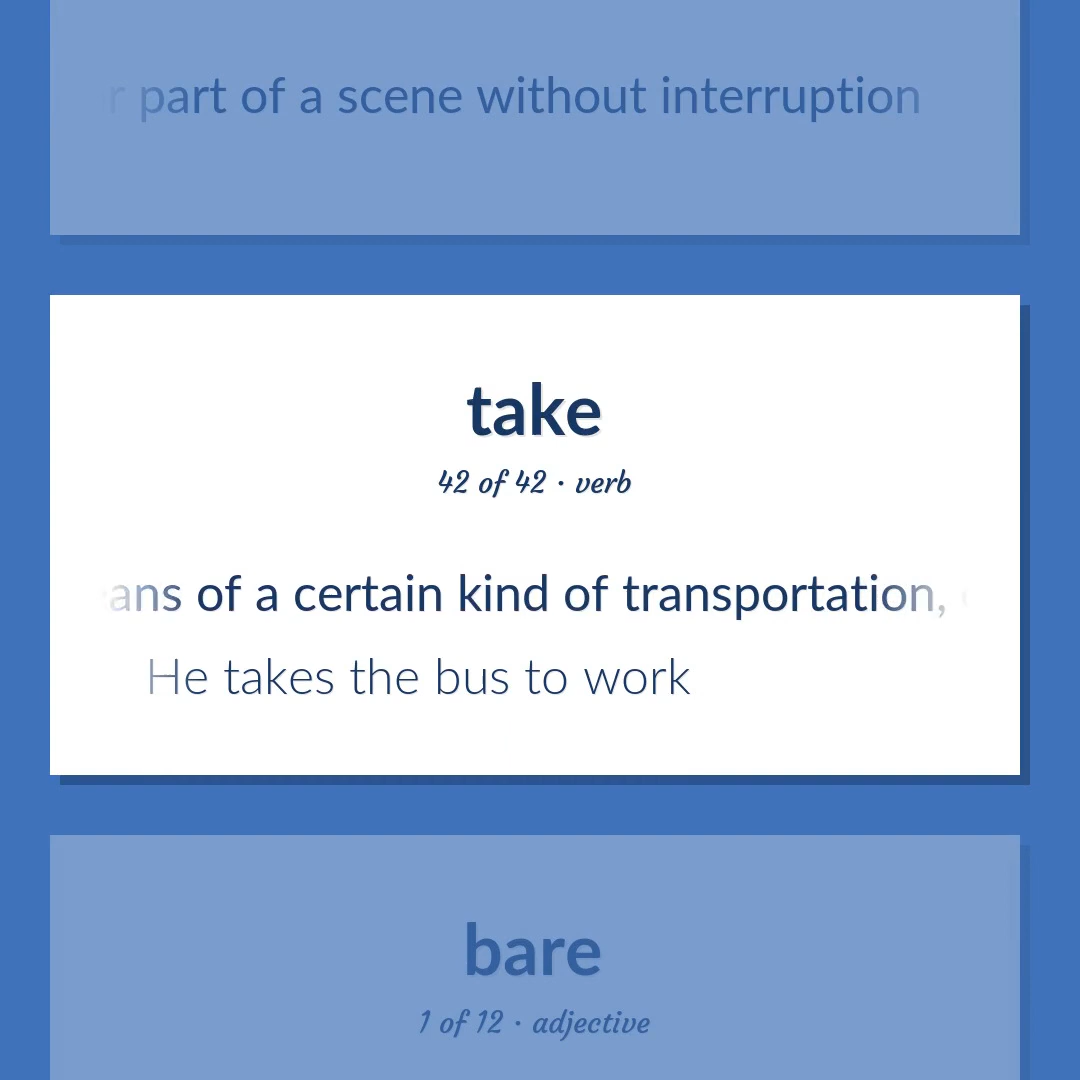 part of a scene without interruption
take
42 of 42 · verb
of a certain kind of transportation,
He takes the bus to work
bare
1 of 12 · adjective